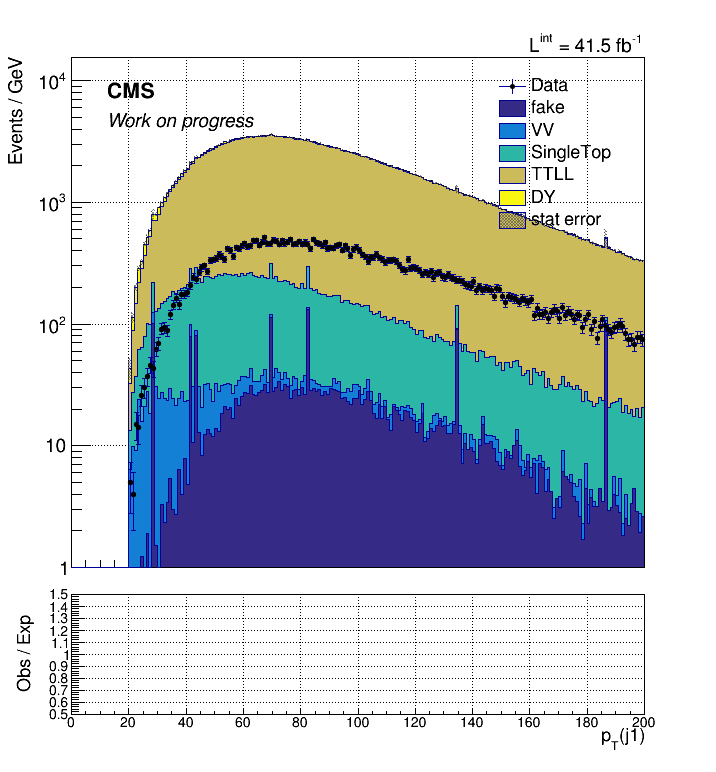 L^int = 41.5 fb^-1
Events / GeV
10^4
10^3
10^2
10
1
CMS
Work on progress
Data
fake
VV
SingleTop
TTLL
DY
stat error
Obs / Exp
1.5
1.4
1.3
1.2
1.1
1
0.9
0.8
0.7
0.6
0.5
0 20 40 60 80 100 120 140 160 180 200
p_T(j1)